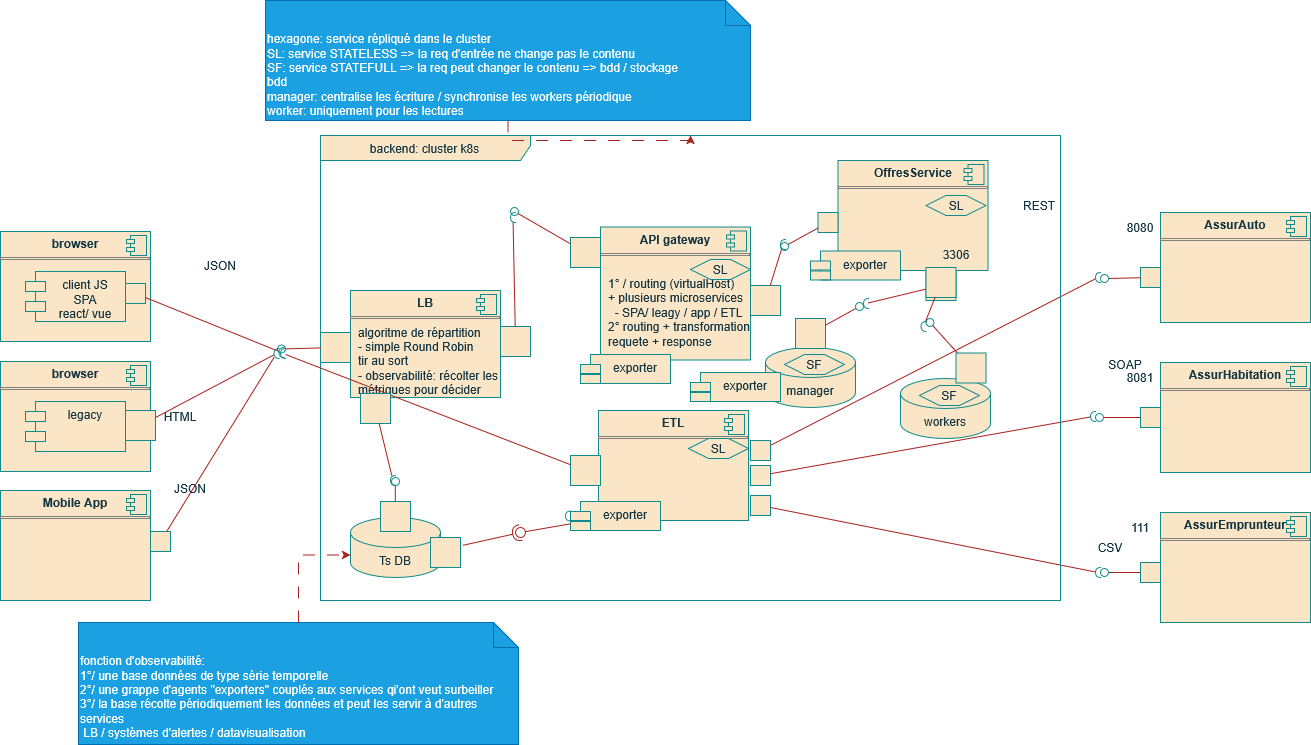 hexagone: service répliqué dans le cluster
SL: service STATELESS => la req d'entrée ne change pas le contenu
SF: service STATEFULL => la req peut changer le contenu => bdd / stockage
bdd
manager: centralise les écriture / synchronise les workers périodique
worker: uniquement pour les lectures
backend: cluster k8s
browser
client JS
SPA
react/ vue
JSON
browser
legacy
HTML
JSON
Mobile App
LB
algoritme de répartition
- simple Round Robin
tir au sort
- observabilité: récolter les
métriques pour décider
API gateway
SL
1° / routing (virtualHost)
+ plusieurs microservices
- SPA/ leagy / app / ETL
2° routing + transformation
requete + response
exporter
OffresService
SL
3306
exporter
REST
SF
manager
exporter
SF
workers
ETL
SL
exporter
Ts DB
8080
AssurAuto
SOAP
8081
AssurHabitation
111
CSV
AssurEmprunteur
fonction d'observabilité:
1°/ une base données de type série temporelle
2°/ une grappe d'agents "exporters" couplés aux services qi'ont veut surbeiller
3°/ la base récolte périodiquement les données et peut les servir à d'autres
services
LB / systèmes d'alertes / datavisualisation